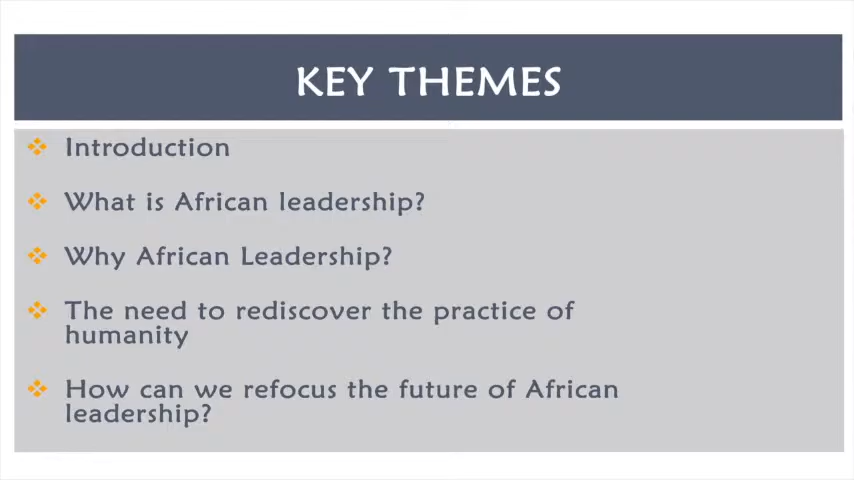 KEY THEMES
Introduction
What is African leadership?
Why African Leadership?
The need to rediscover the practice of
humanity
How can we refocus the future of African
leadership?